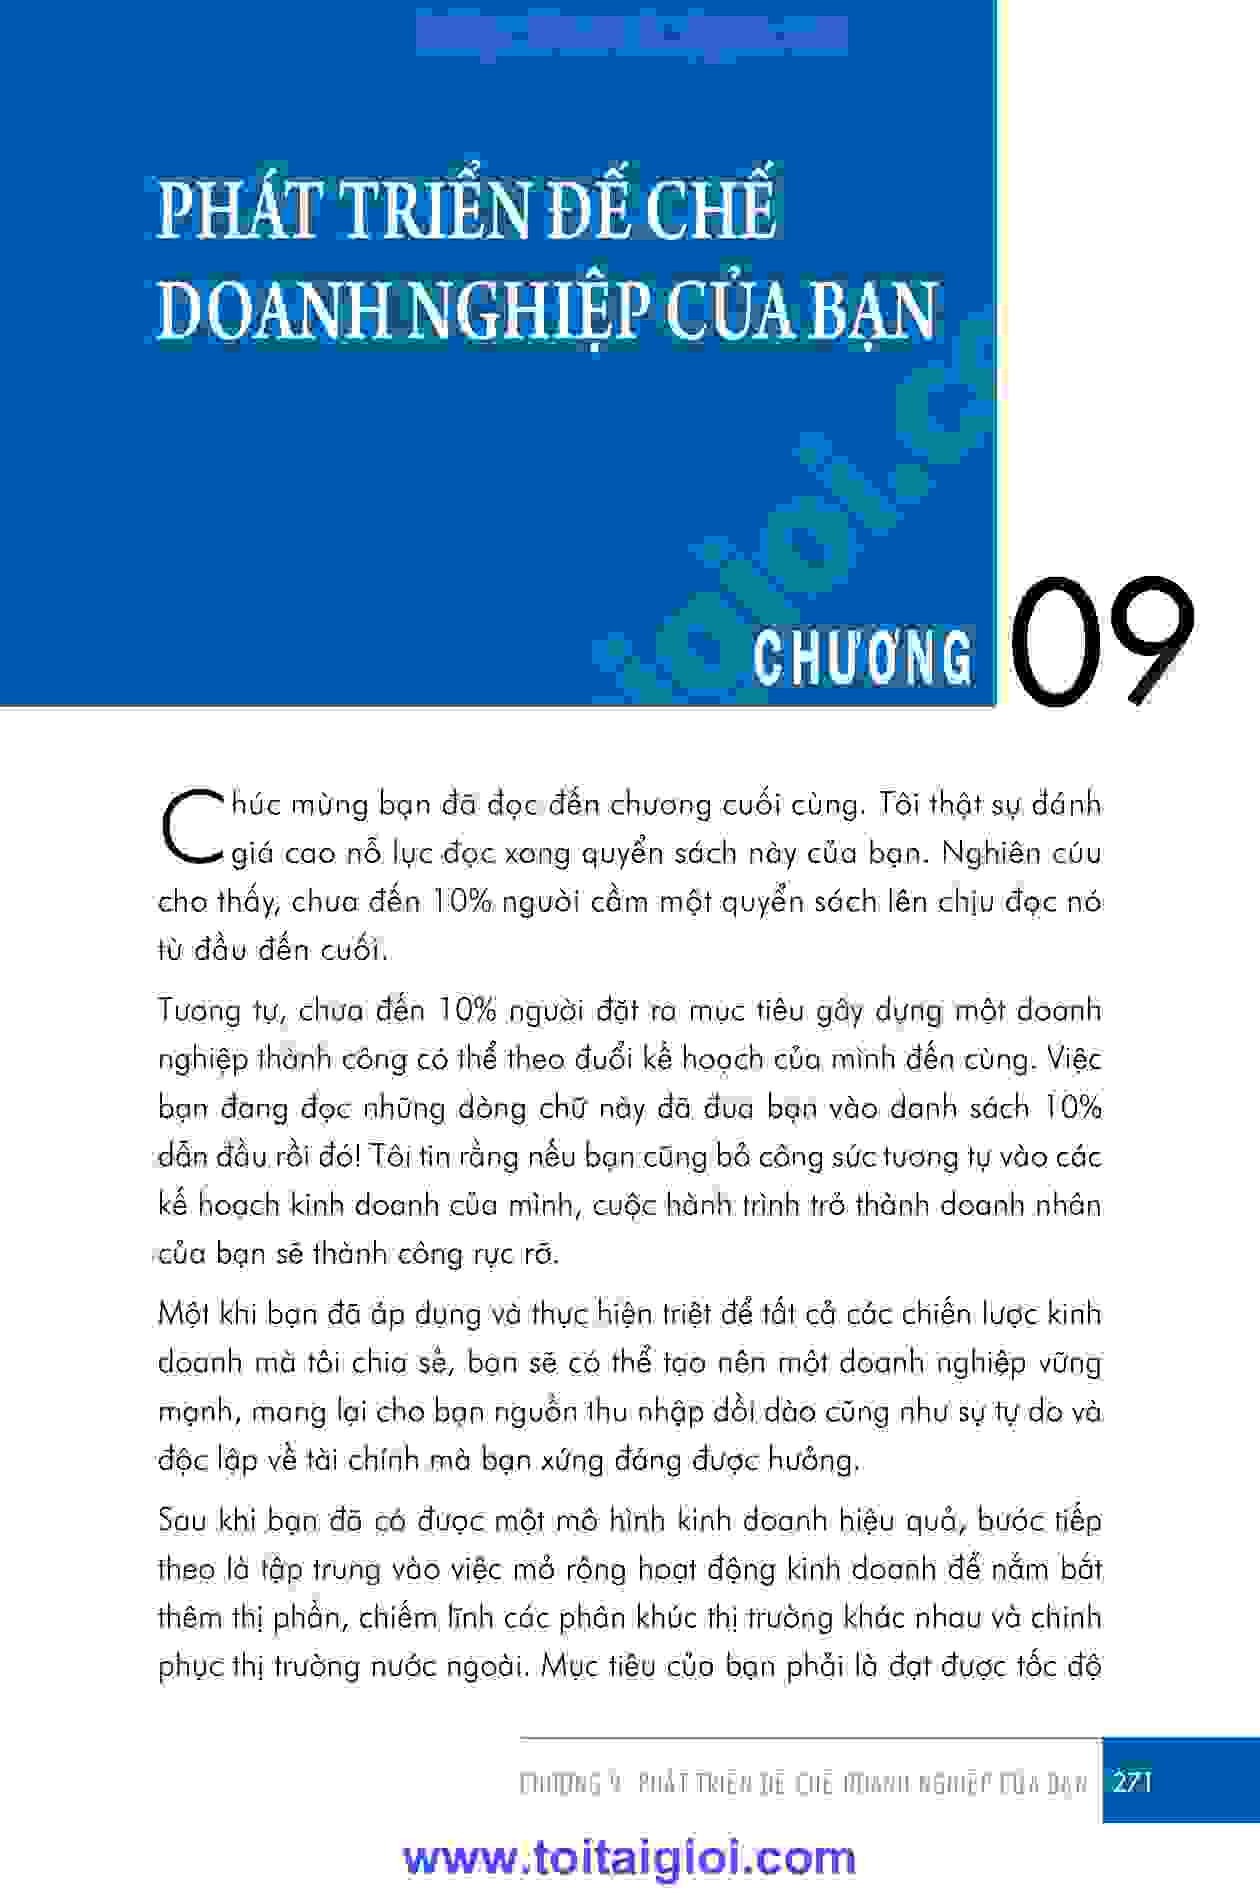 PHÁT TRIỂN ĐẾ CHẾ
DOANH NGHIỆP CỦA BẠN
CHƯƠNG 09
Chúc mừng bạn đã đọc đến chương cuối cùng. Tôi thật sự đánh
giá cao nỗ lực đọc xong quyển sách này của bạn. Nghiên cứu
cho thấy, chưa đến 10% người cầm một quyển sách lên chịu đọc nó
từ đầu đến cuối.
Tương tự, chưa đến 10% người đặt ra mục tiêu gây dựng một doanh
nghiệp thành công có thể theo đuổi kế hoạch của mình đến cùng. Việc
bạn đang đọc những dòng chữ này đã đưa bạn vào danh sách 10%
dẫn đầu rồi đó! Tôi tin rằng nếu bạn cũng bỏ công sức tương tự vào các
kế hoạch kinh doanh của mình, cuộc hành trình trở thành doanh nhân
của bạn sẽ thành công rực rỡ.
Một khi bạn đã áp dụng và thực hiện triệt để tất cả các chiến lược kinh
doanh mà tôi chia sẻ, bạn sẽ có thể tạo nên một doanh nghiệp vững
mạnh, mang lại cho bạn nguồn thu nhập dồi dào cũng như sự tự do và
độc lập về tài chính mà bạn xứng đáng được hưởng.
Sau khi bạn đã có được một mô hình kinh doanh hiệu quả, bước tiếp
theo là tập trung vào việc mở rộng hoạt động kinh doanh để nắm bắt
thêm thị phần, chiếm lĩnh các phân khúc thị trường khác nhau và chinh
phục thị trường nước ngoài. Mục tiêu của bạn phải là đạt được tốc độ
CHƯƠNG 9. PHÁT TRIỂN ĐẾ CHẾ DOANH NGHIỆP CỦA BẠN 271
www.toitaigioi.com